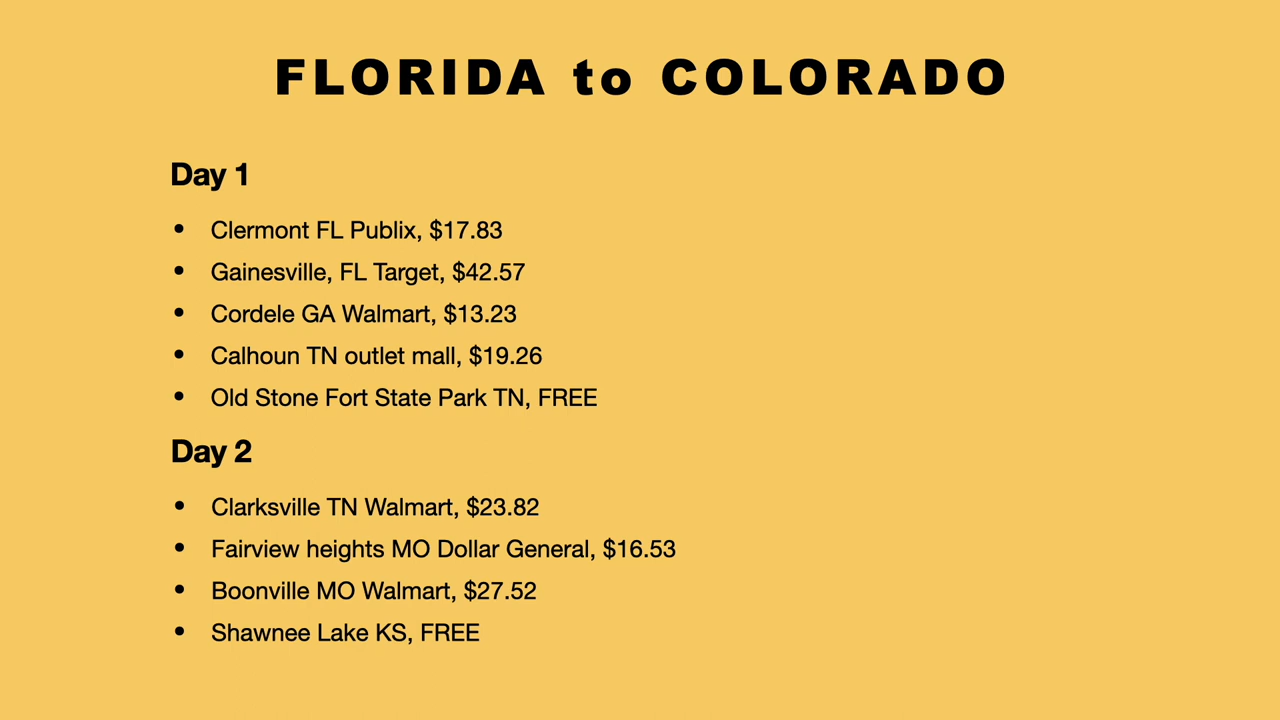 FLORIDA to COLORADO
Day 1
• Clermont FL Publix, $17.83
• Gainesville, FL Target, $42.57
• Cordele GA Walmart, $13.23
• Calhoun TN outlet mall, $19.26
• Old Stone Fort State Park TN, FREE
Day 2
• Clarksville TN Walmart, $23.82
• Fairview heights MO Dollar General, $16.53
• Boonville MO Walmart, $27.52
• Shawnee Lake KS, FREE